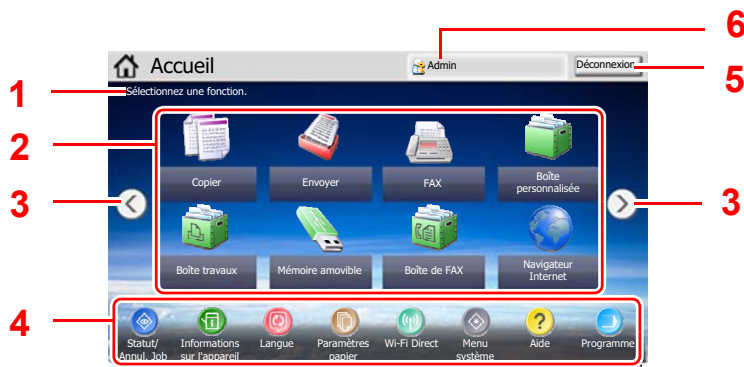 6
Accueil
Admin
Déconnexion
5
1
Sélectionnez une fonction.
2
Copier
Envoyer
FAX
Boîte
personnalisée
3
3
Boîte travaux
Mémoire amovible
Boîte de FAX
Navigateur
Internet
4
Statut/
Annul. Job
Informations
sur l'appareil
Langue
Paramètres
papier
Wi-Fi Direct
Menu
système
Aide
Programme